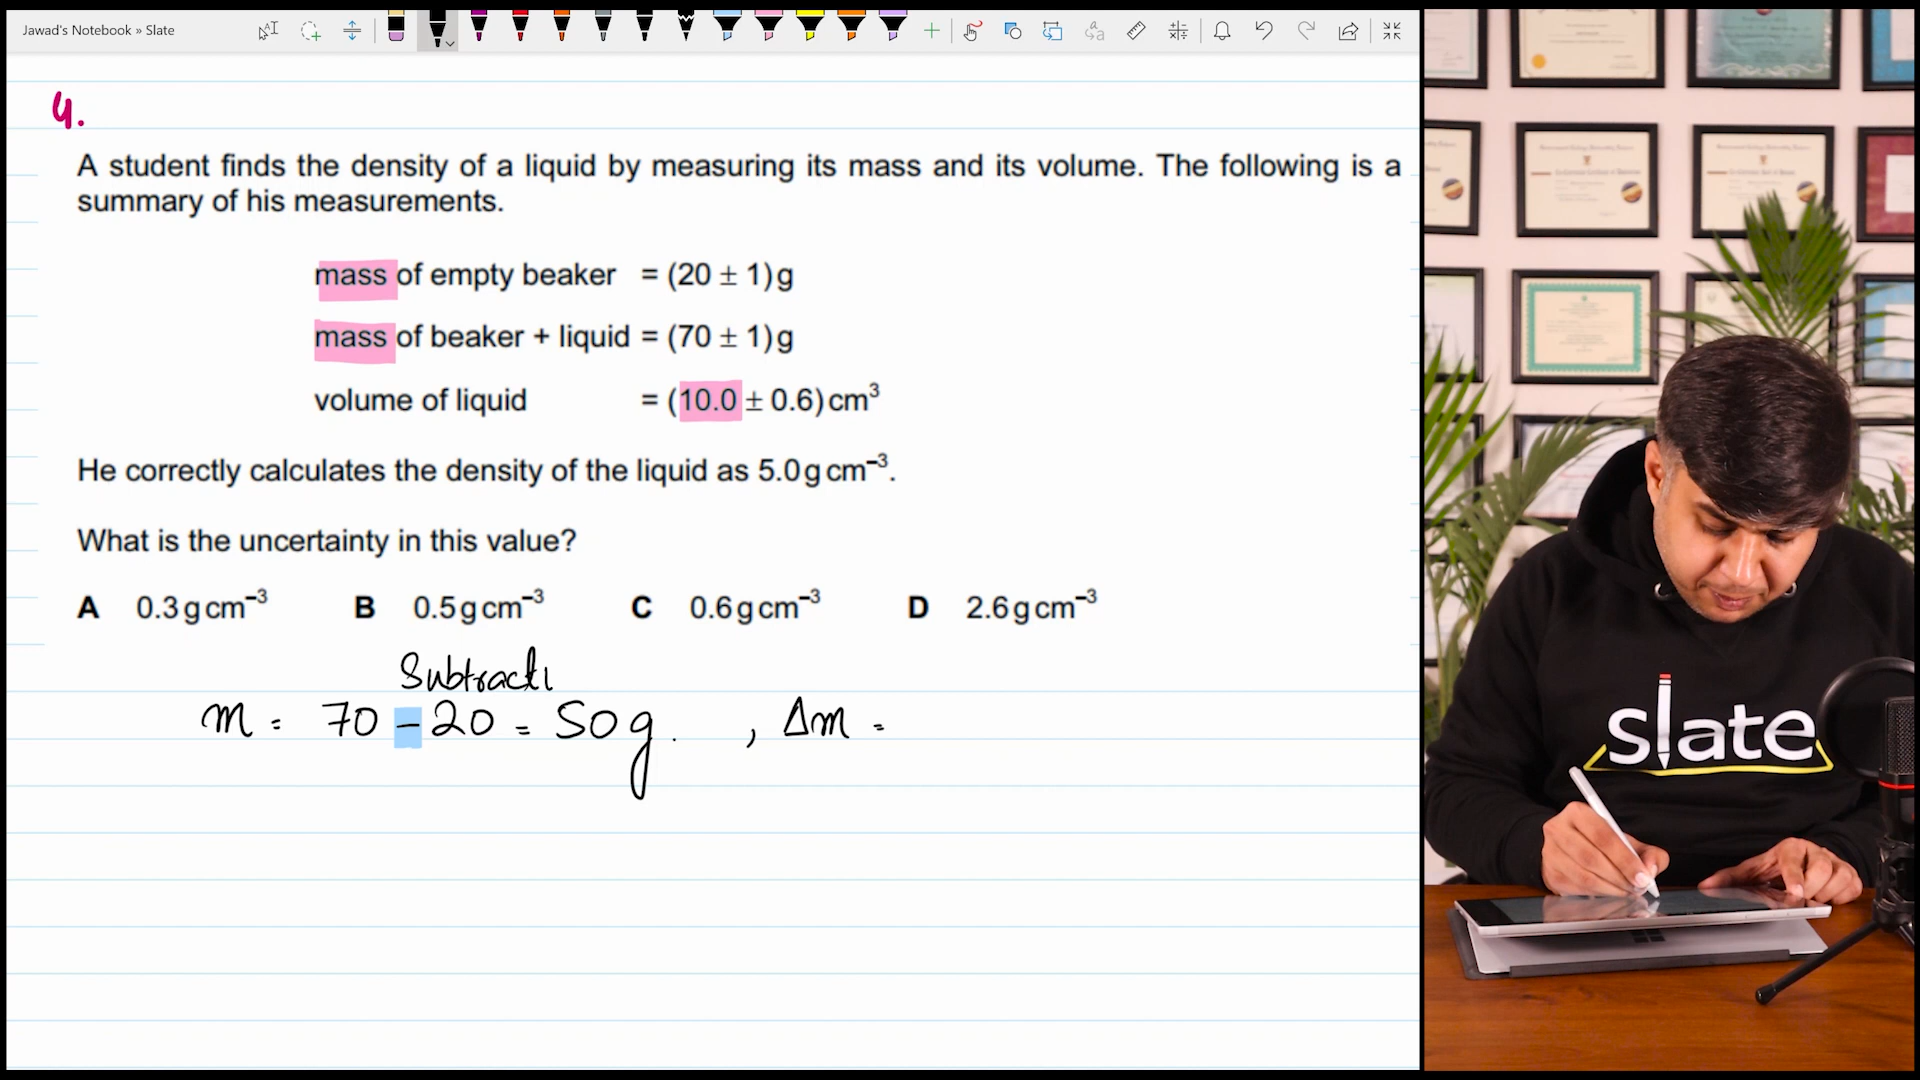 Jawad's Notebook » Slate
4.
A student finds the density of a liquid by measuring its mass and its volume. The following is a
summary of his measurements.
mass of empty beaker = (20 ± 1) g
mass of beaker + liquid = (70 ± 1) g
volume of liquid = (10.0 ± 0.6) cm³
He correctly calculates the density of the liquid as 5.0 g cm⁻³.
What is the uncertainty in this value?
A 0.3 g cm⁻³ B 0.5 g cm⁻³ C 0.6 g cm⁻³ D 2.6 g cm⁻³
Subtracti
m = 70 - 20 = 50 g. , Δm =
slate